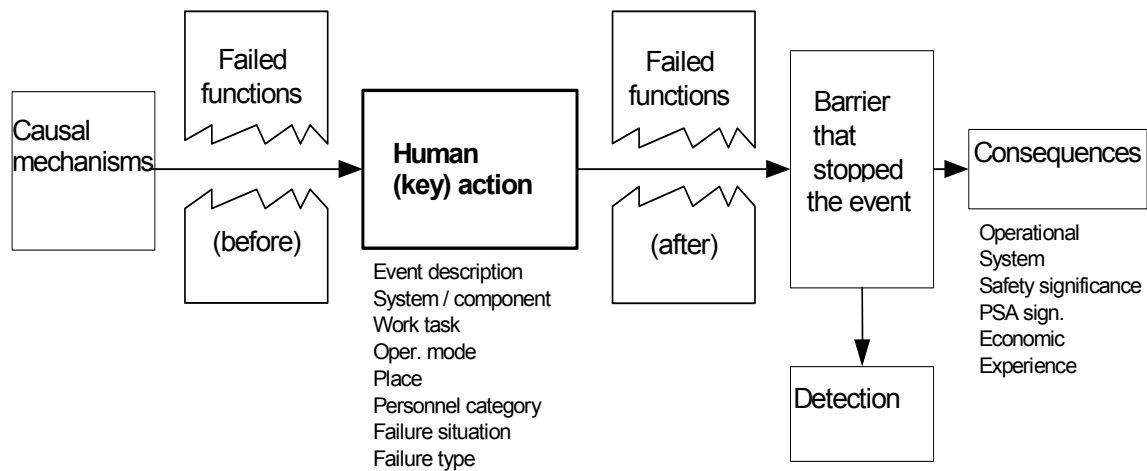 Causal
mechanisms
Failed
functions
(before)
Human
(key) action
Event description
System / component
Work task
Oper. mode
Place
Personnel category
Failure situation
Failure type
Failed
functions
(after)
Barrier
that
stopped
the event
Detection
Consequences
Operational
System
Safety significance
PSA sign.
Economic
Experience